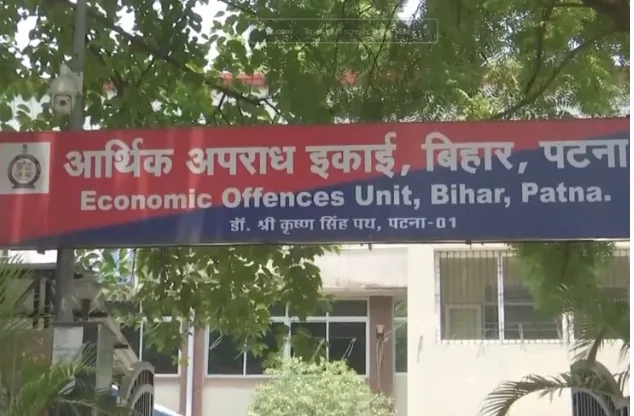 आर्थिक अपराध इकाई, बिहार, पटना
Economic Offences Unit, Bihar, Patna.
डॉ. श्री कृष्ण सिंह पथ, पटना-01